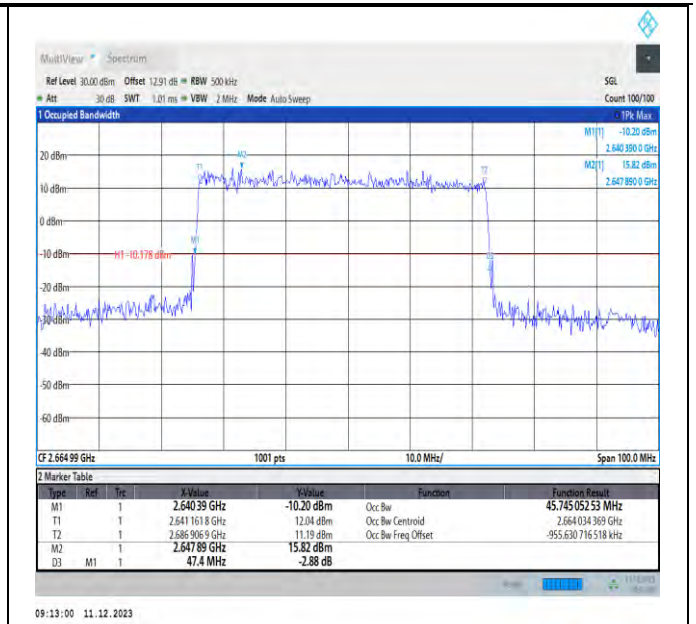 MultiView Spectrum
Ref Level 30.00 dBm Offset 12.91 dB RBW 500 kHz SGL
Att 30 dB SWT 1.01 ms VBW 2 MHz Mode Auto Sweep Count 100/100
1 Occupied Bandwidth 1Pk Max
M1[1] -10.20 dBm
2.640 390 0 GHz
M2[1] 15.82 dBm
2.647 890 0 GHz
20 dBm
10 dBm
0 dBm
-10 dBm
-20 dBm
-30 dBm
-40 dBm
-50 dBm
-60 dBm
H1 -10.178 dBm
T1
M2
T2
M1
CF 2.664 99 GHz 1001 pts 10.0 MHz/ Span 100.0 MHz
2 Marker Table
Type Ref Trc X-Value Y-Value Function Function Result
M1 1 2.640 39 GHz -10.20 dBm Occ Bw 45.745 052 53 MHz
T1 1 2.641 161 8 GHz 12.04 dBm Occ Bw Centroid 2.664 034 369 GHz
T2 1 2.686 906 9 GHz 11.19 dBm Occ Bw Freq Offset -955.630 716 518 kHz
M2 1 2.647 89 GHz 15.82 dBm
D3 M1 1 47.4 MHz -2.88 dB
09:13:00 11.12.2023